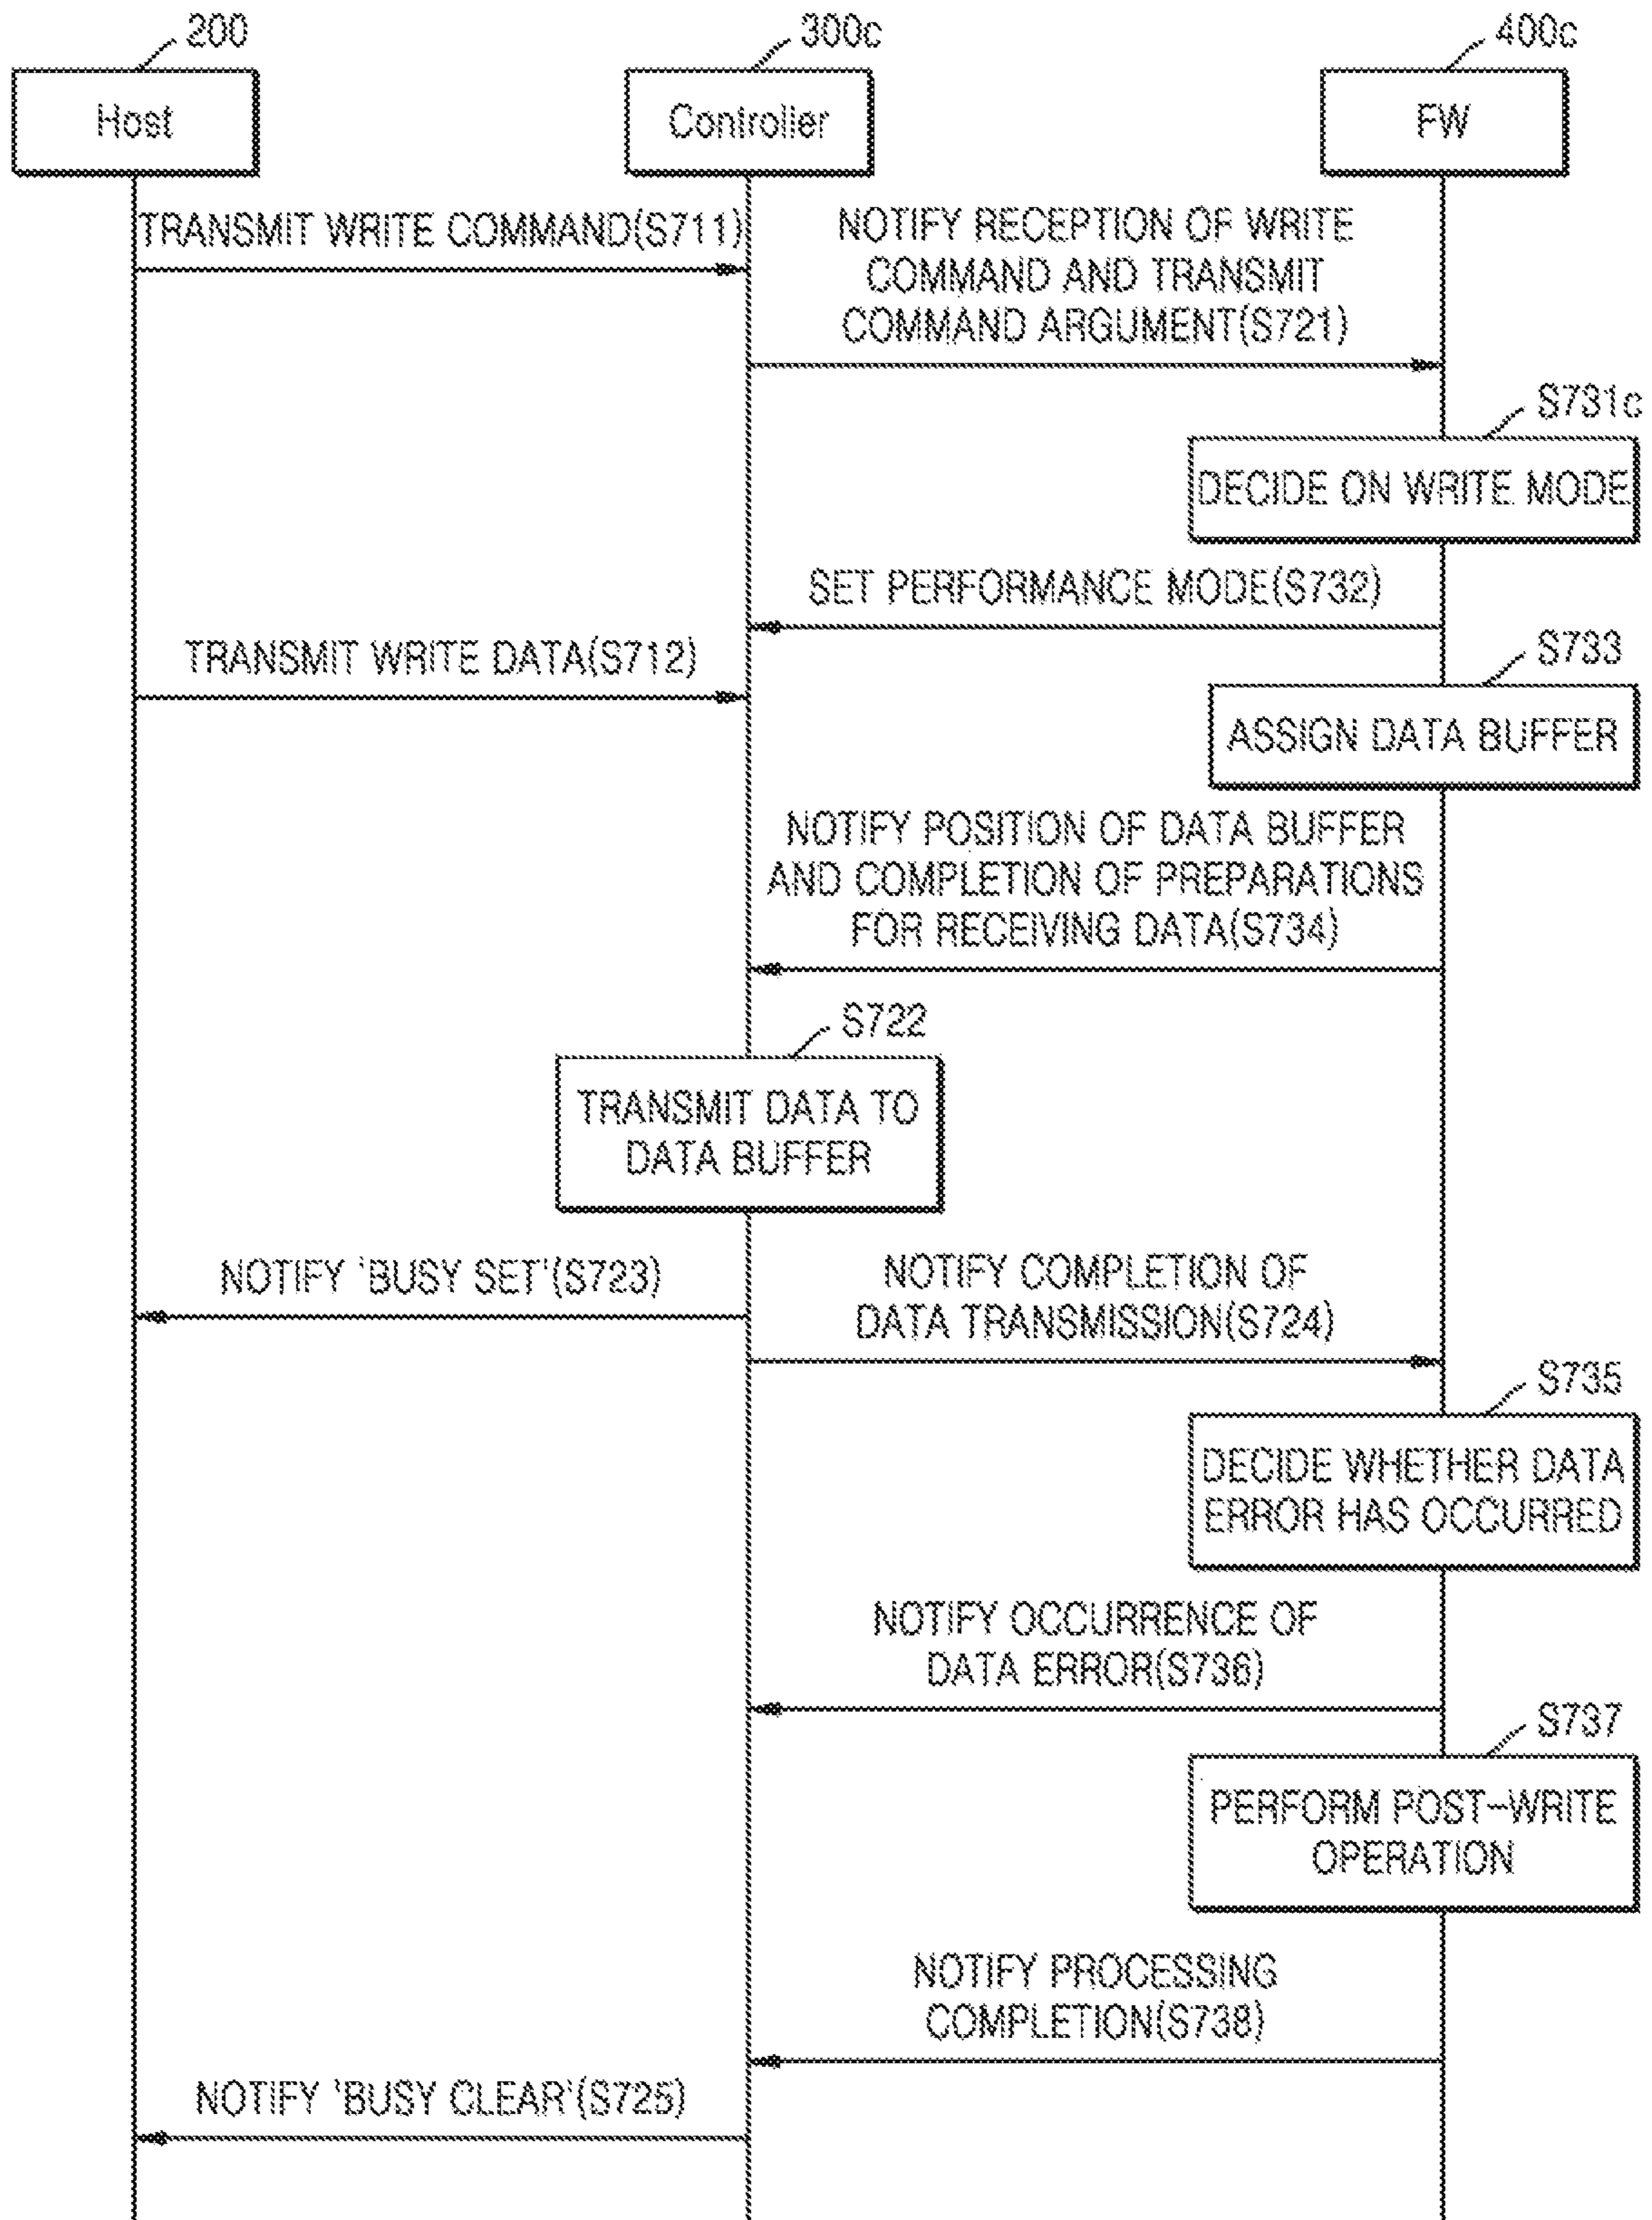 200
300c
400c
Host
Controller
FW
TRANSMIT WRITE COMMAND(S711)
NOTIFY RECEPTION OF WRITE
COMMAND AND TRANSMIT
COMMAND ARGUMENT(S721)
S731c
DECIDE ON WRITE MODE
SET PERFORMANCE MODE(S732)
TRANSMIT WRITE DATA(S712)
S733
ASSIGN DATA BUFFER
NOTIFY POSITION OF DATA BUFFER
AND COMPLETION OF PREPARATIONS
FOR RECEIVING DATA(S734)
S722
TRANSMIT DATA TO
DATA BUFFER
NOTIFY 'BUSY SET'(S723)
NOTIFY COMPLETION OF
DATA TRANSMISSION(S724)
S735
DECIDE WHETHER DATA
ERROR HAS OCCURRED
NOTIFY OCCURRENCE OF
DATA ERROR(S736)
S737
PERFORM POST-WRITE
OPERATION
NOTIFY PROCESSING
COMPLETION(S738)
NOTIFY 'BUSY CLEAR'(S725)